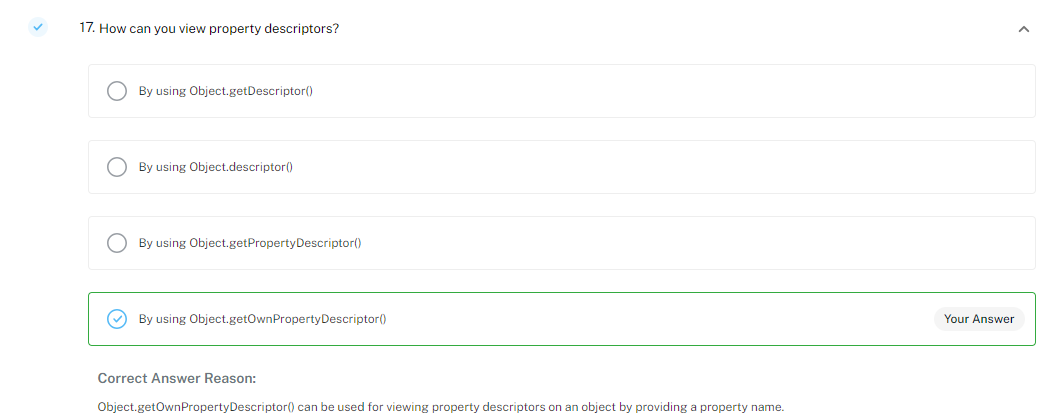 17. How can you view property descriptors?
By using Object.getDescriptor()
By using Object.descriptor()
By using Object.getPropertyDescriptor()
By using Object.getOwnPropertyDescriptor() Your Answer
Correct Answer Reason:
Object.getOwnPropertyDescriptor() can be used for viewing property descriptors on an object by providing a property name.